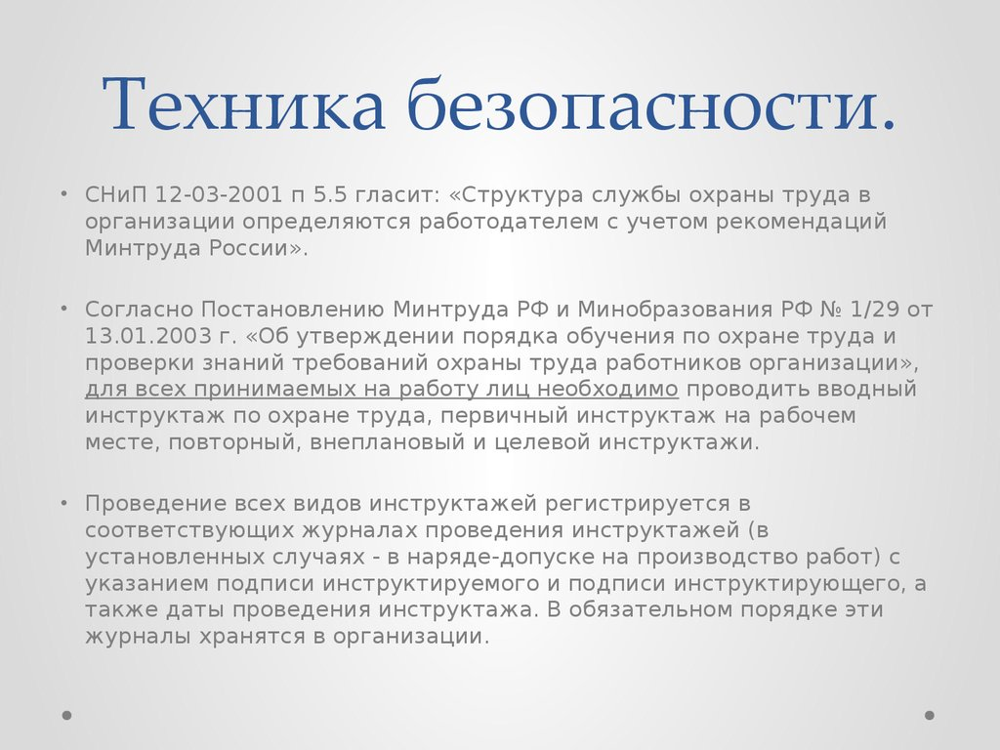 Техника безопасности.
• СНиП 12-03-2001 п 5.5 гласит: «Структура службы охраны труда в
организации определяются работодателем с учетом рекомендаций
Минтруда России».
• Согласно Постановлению Минтруда РФ и Минобразования РФ № 1/29 от
13.01.2003 г. «Об утверждении порядка обучения по охране труда и
проверки знаний требований охраны труда работников организации»,
для всех принимаемых на работу лиц необходимо проводить вводный
инструктаж по охране труда, первичный инструктаж на рабочем
месте, повторный, внеплановый и целевой инструктажи.
• Проведение всех видов инструктажей регистрируется в
соответствующих журналах проведения инструктажей (в
установленных случаях - в наряде-допуске на производство работ) с
указанием подписи инструктируемого и подписи инструктирующего, а
также даты проведения инструктажа. В обязательном порядке эти
журналы хранятся в организации.